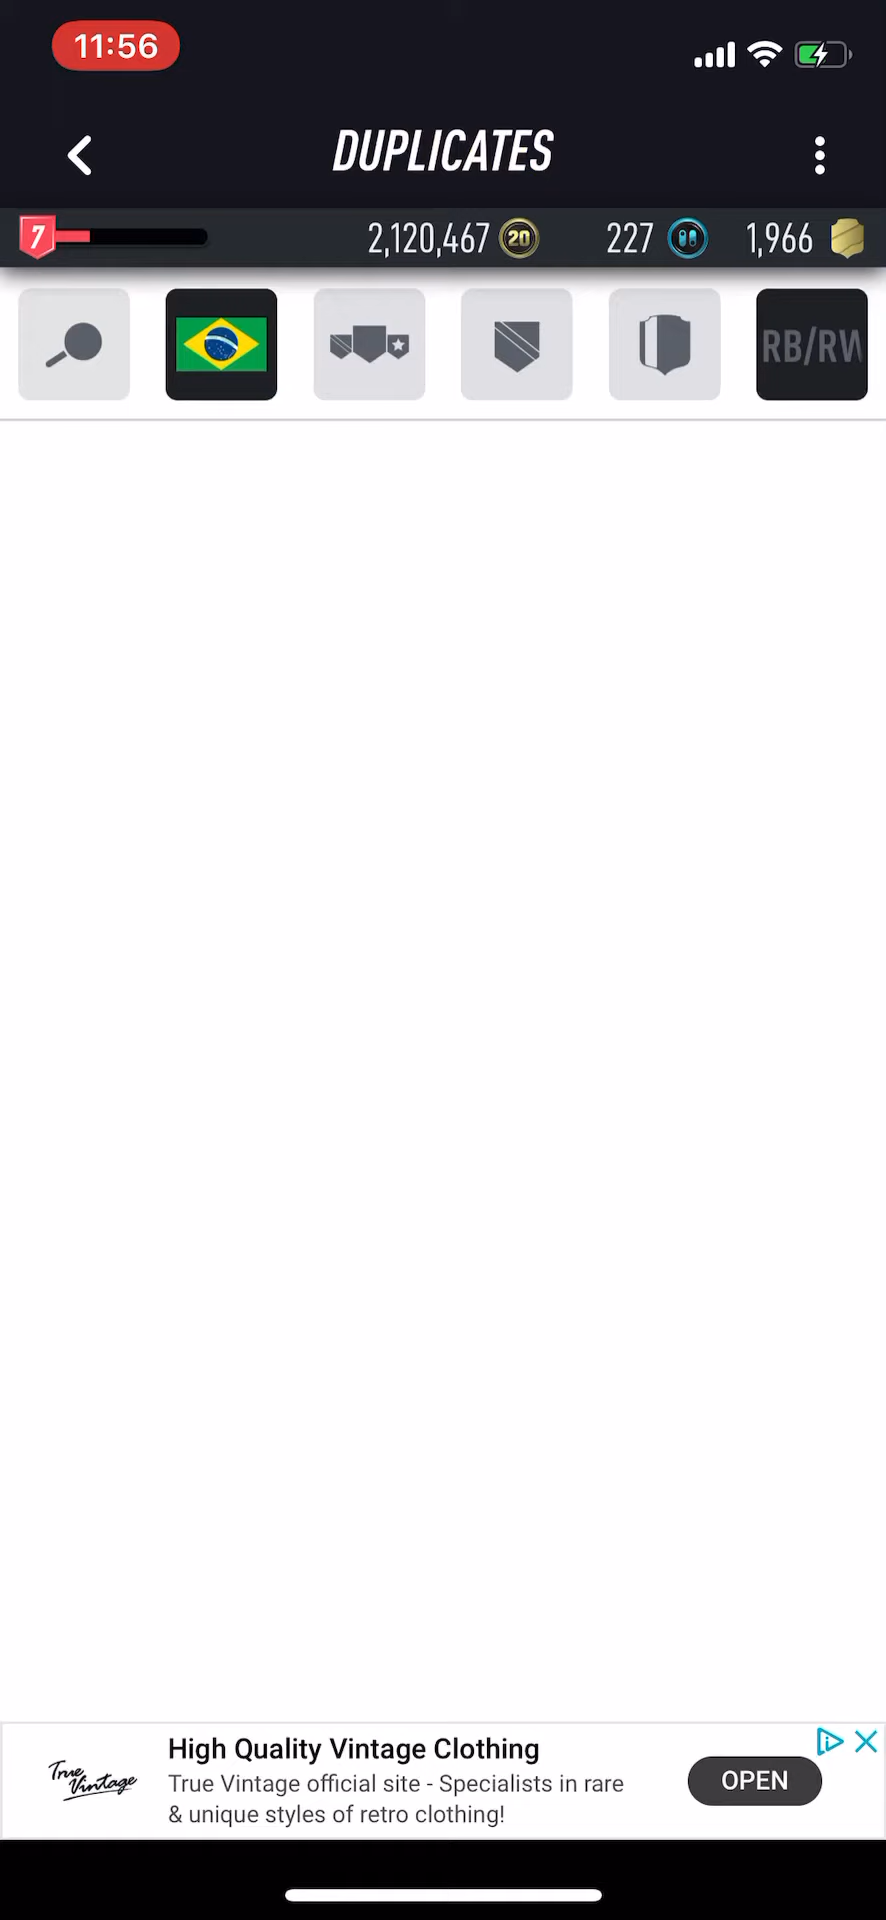 11:56
DUPLICATES
7
2,120,467
20
227
1,966
RB/RW
High Quality Vintage Clothing
True Vintage
True Vintage official site - Specialists in rare
& unique styles of retro clothing!
OPEN